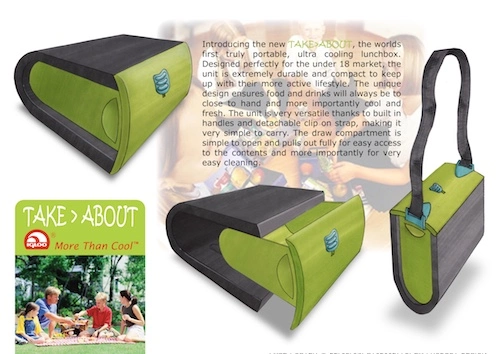 Introducing the new TAKE>ABOUT, the worlds
first truly portable, ultra cooling lunchbox.
Designed perfectly for the under 18 market, the
unit is extremely durable and compact to keep
up with their more active lifestyle. The unique
design ensures food and drinks will always be to
close to hand and more importantly cool and
fresh. The unit is very versatile thanks to built in
handles and detachable clip on strap, making it
very simple to carry. The draw compartment is
simple to open and pulls out fully for easy access
to the contents and more importantly for very
easy cleaning.
TAKE > ABOUT
IGLOO
®
More Than Cool™